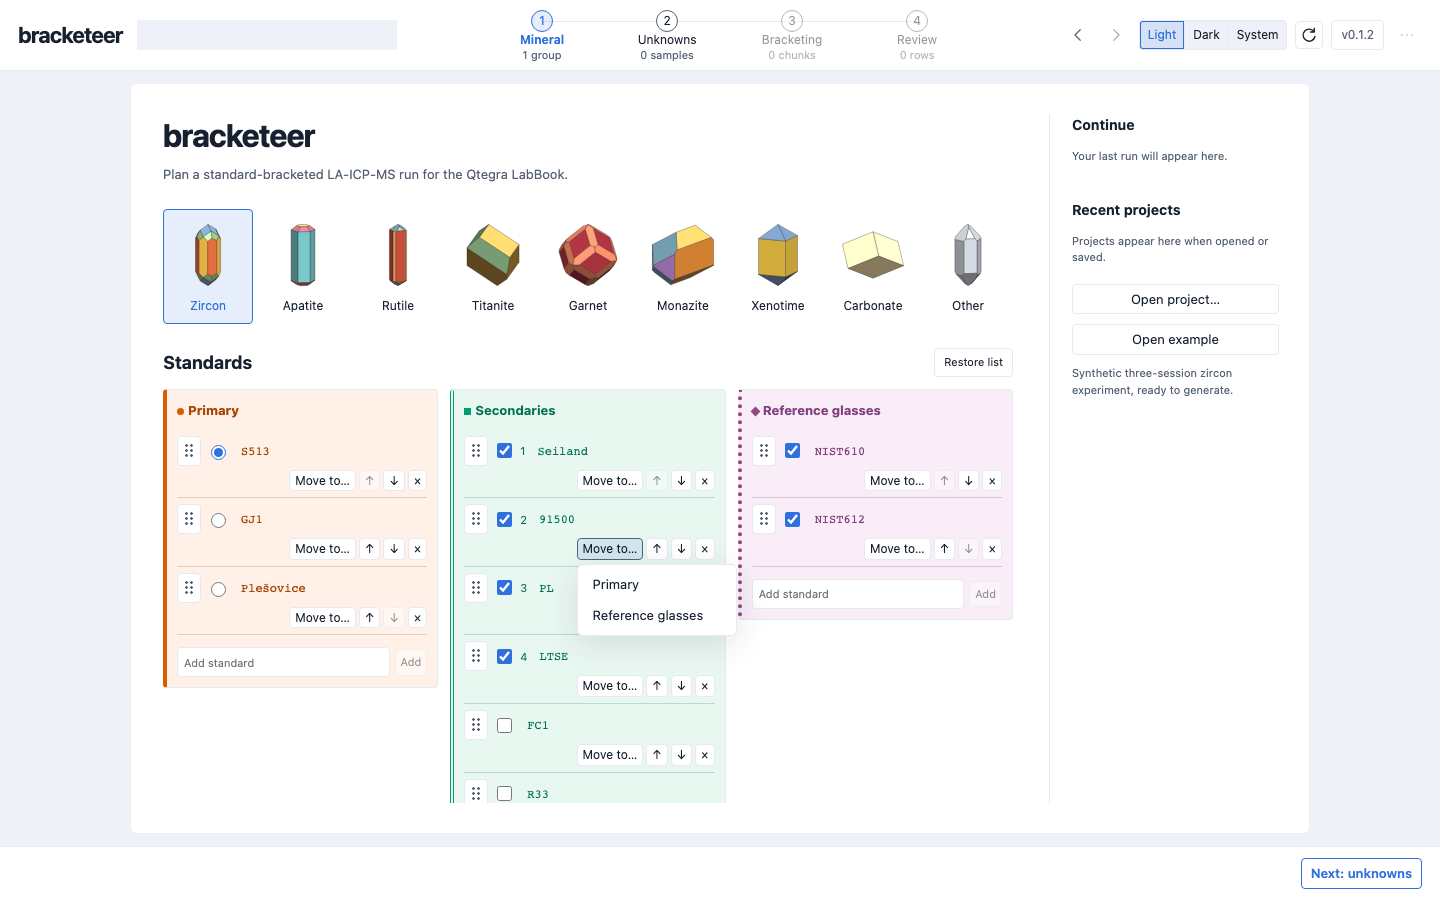 bracketeer
1
Mineral
1 group
2
Unknowns
0 samples
3
Bracketing
0 chunks
4
Review
0 rows
Light
Dark
System
v0.1.2
bracketeer
Plan a standard-bracketed LA-ICP-MS run for the Qtegra LabBook.
Zircon
Apatite
Rutile
Titanite
Garnet
Monazite
Xenotime
Carbonate
Other
Standards
Restore list
Primary
S513
Move to... ↑ ↓ ×
GJ1
Move to... ↑ ↓ ×
Plešovice
Move to... ↑ ↓ ×
Add standard
Add
Secondaries
1 Seiland
Move to... ↑ ↓ ×
2 91500
Move to... ↑ ↓ ×
Primary
Reference glasses
3 PL
4 LTSE
Move to... ↑ ↓ ×
FC1
Move to... ↑ ↓ ×
R33
Reference glasses
NIST610
Move to... ↑ ↓ ×
NIST612
Move to... ↑ ↓ ×
Add standard
Add
Continue
Your last run will appear here.
Recent projects
Projects appear here when opened or
saved.
Open project...
Open example
Synthetic three-session zircon
experiment, ready to generate.
Next: unknowns